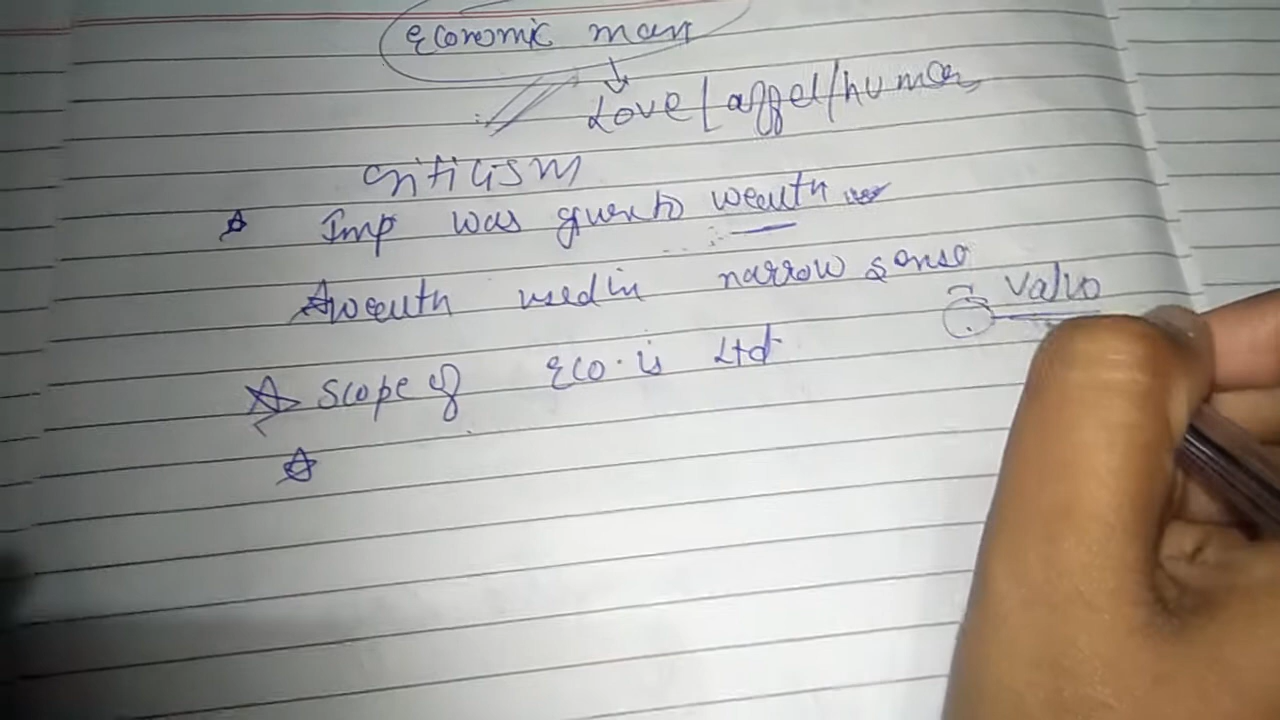 Economic man
Love/affel/human
Criticism
Imp was given to wealth
wealth used in narrow sense
value
Scope of Eco. is Ltd